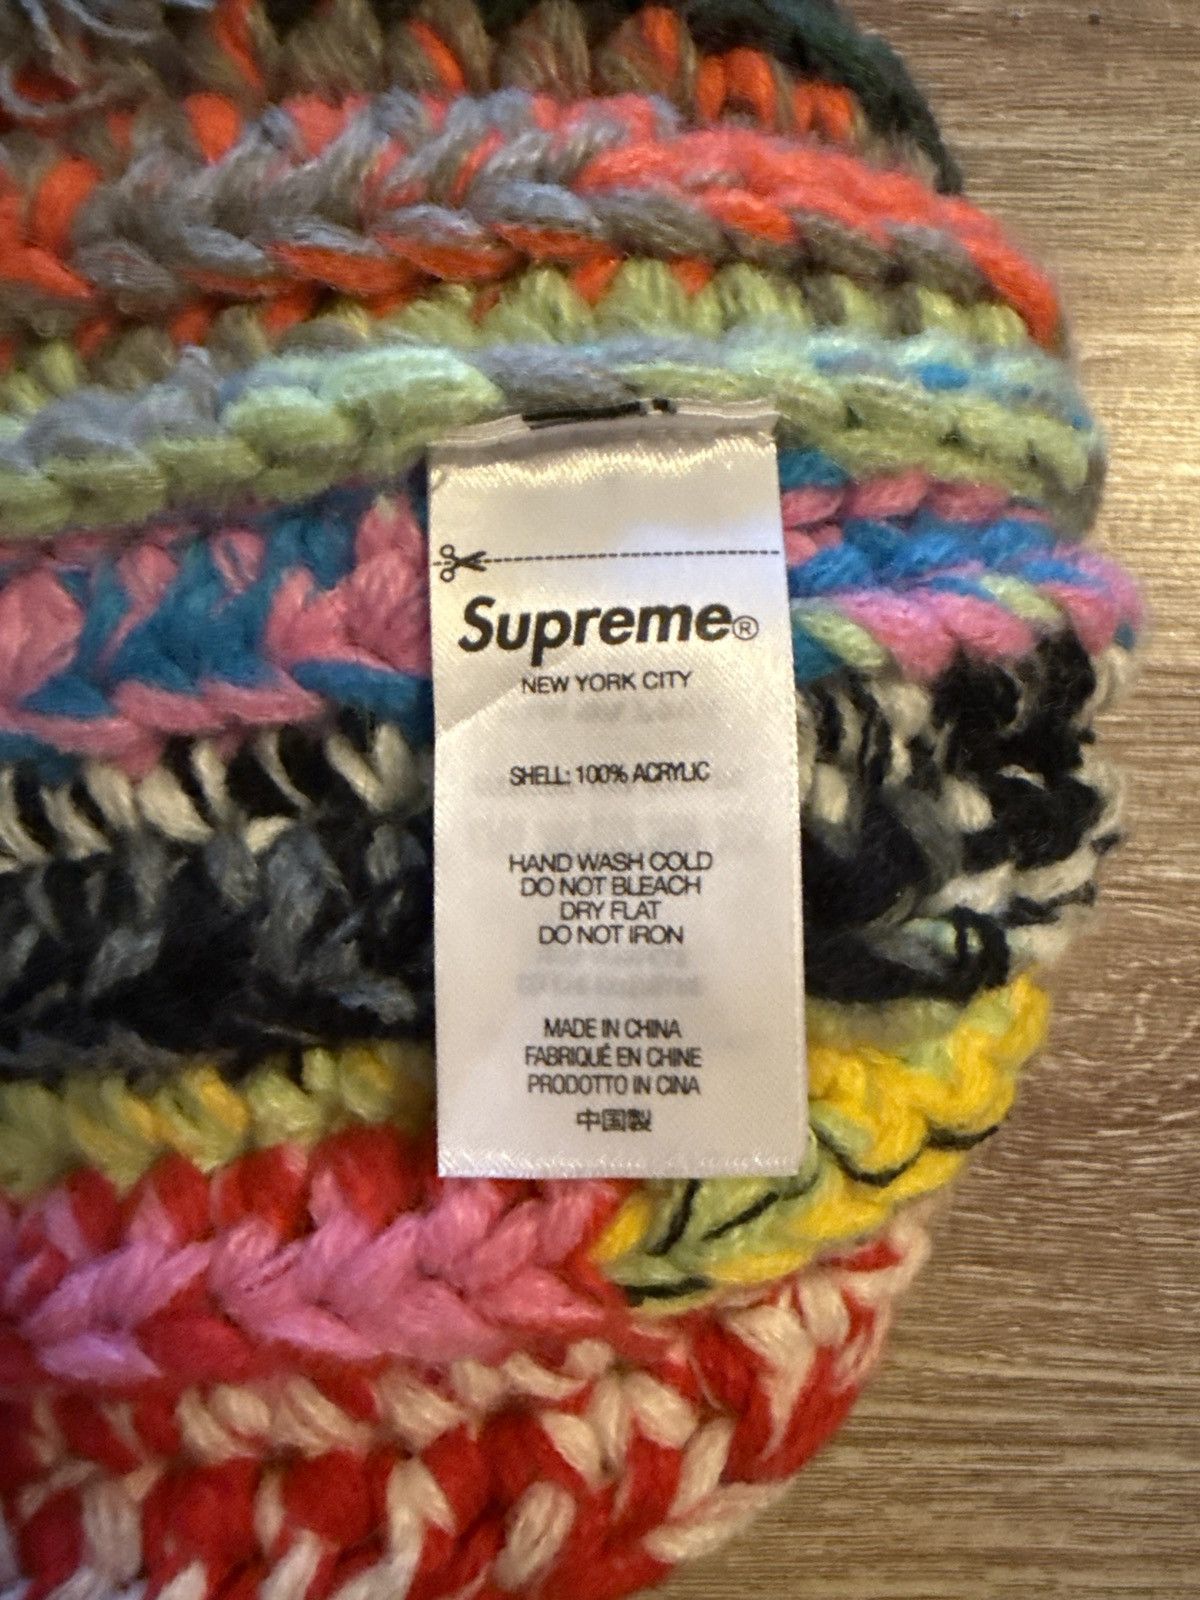 Supreme®
NEW YORK CITY
SHELL: 100% ACRYLIC
HAND WASH COLD
DO NOT BLEACH
DRY FLAT
DO NOT IRON
MADE IN CHINA
FABRIQUÉ EN CHINE
PRODOTTO IN CINA
中国製